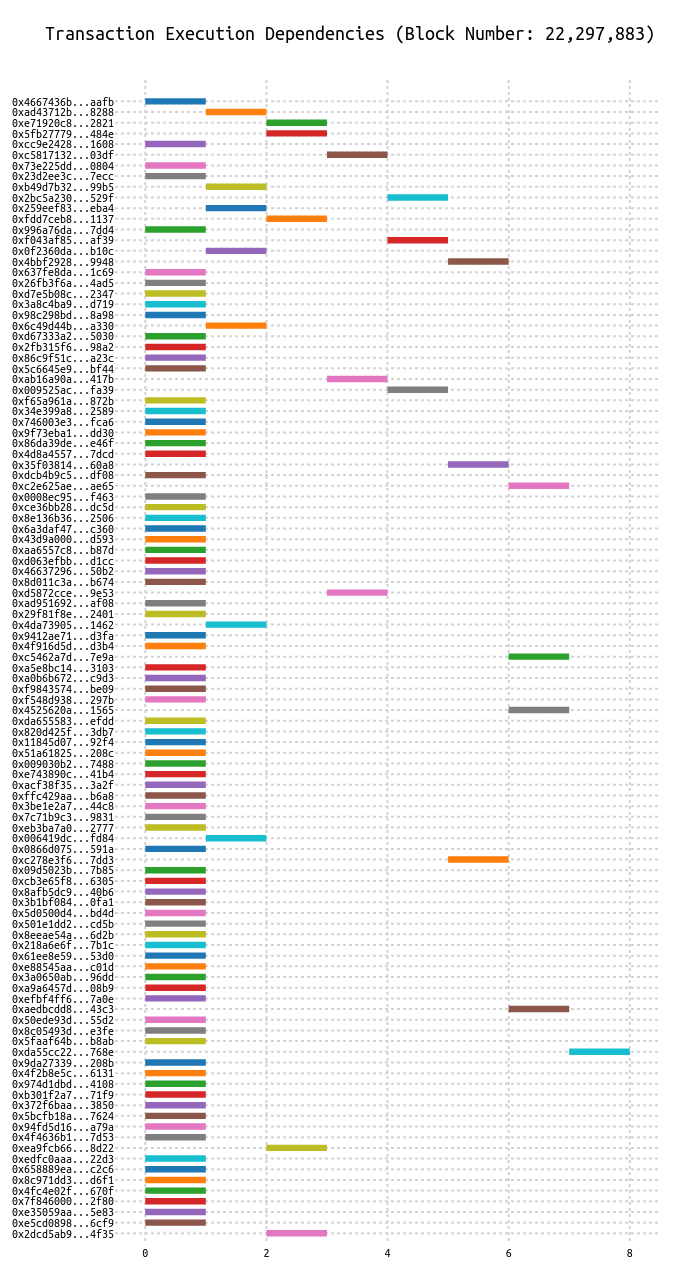 Transaction Execution Dependencies (Block Number: 22,297,883)
0x4667436b...aafb
0xad43712b...8288
0xe71920c8...2821
0x5fb27779...484e
0xcc9e2428...1608
0xc5817132...03df
0x73e225dd...0804
0x23d2ee3c...7ecc
0xb49d7b32...99b5
0x2bc5a230...529f
0x259eef83...eba4
0xfdd7ceb8...1137
0x996a76da...7dd4
0xf043af85...af39
0x0f2360da...b10c
0x4bbf2928...9948
0x637fe8da...1c69
0x26fb3f6a...4ad5
0xd7e5b08c...2347
0x3a8c4ba9...d719
0x98c298bd...8a98
0x6c49d44b...a330
0xd67333a2...5030
0x2fb315f6...98a2
0x86c9f51c...a23c
0x5c6645e9...bf44
0xab16a90a...417b
0x009525ac...fa39
0xf65a961a...872b
0x34e399a8...2589
0x746003e3...fca6
0x9f73eba1...dd30
0x86da39de...e46f
0x4d8a4557...7dcd
0x35f03814...60a8
0xdcb4b9c5...df08
0xc2e625ae...ae65
0x0008ec95...f463
0xce36bb28...dc5d
0x8e136b36...2506
0x6a3daf47...c360
0x43d9a000...d593
0xaa6557c8...b87d
0xd063efbb...d1cc
0x46637296...50b2
0x8d011c3a...b674
0xd5872cce...9e53
0xad951692...af08
0x29f81f8e...2401
0x4da73905...1462
0x9412ae71...d3fa
0x4f916d5d...d3b4
0xc5462a7d...7e9a
0xa5e8bc14...3103
0xa0b6b672...c9d3
0xf9843574...be09
0xf548d938...297b
0x4525620a...1565
0xda655583...efdd
0x820d425f...3db7
0x11845d07...92f4
0x51a61825...208c
0x009030b2...7488
0xe743890c...41b4
0xacf38f35...3a2f
0xffc429aa...b6a8
0x3be1e2a7...44c8
0x7c71b9c3...9831
0xeb3ba7a0...2777
0x006419dc...fd84
0x0866d075...591a
0xc278e3f6...7dd3
0x09d5023b...7b85
0xcb3e65f8...6305
0x8afb5dc9...40b6
0x3b1bf084...0fa1
0x5d0500d4...bd4d
0x501e1dd2...cd5b
0x8eeae54a...6d2b
0x218a6e6f...7b1c
0x61ee8e59...53d0
0xe88545aa...c01d
0x3a0650ab...96dd
0xa9a6457d...08b9
0xefbf4ff6...7a0e
0xaedbcdd8...43c3
0x50ede93d...55d2
0x8c05493d...e3fe
0x5faaf64b...b8ab
0xda55cc22...768e
0x9da27339...208b
0x4f2b8e5c...6131
0x974d1dbd...4108
0xb301f2a7...71f9
0x372f6baa...3850
0x5bcfb18a...7624
0x94fd5d16...a79a
0x4f4636b1...7d53
0xea9fcb66...8d22
0xedfc0aaa...22d3
0x658889ea...c2c6
0x8c971dd3...d6f1
0x4fc4e02f...670f
0x7f846000...2f80
0xe35059aa...5e83
0xe5cd0898...6cf9
0x2dcd5ab9...4f35
0 2 4 6 8